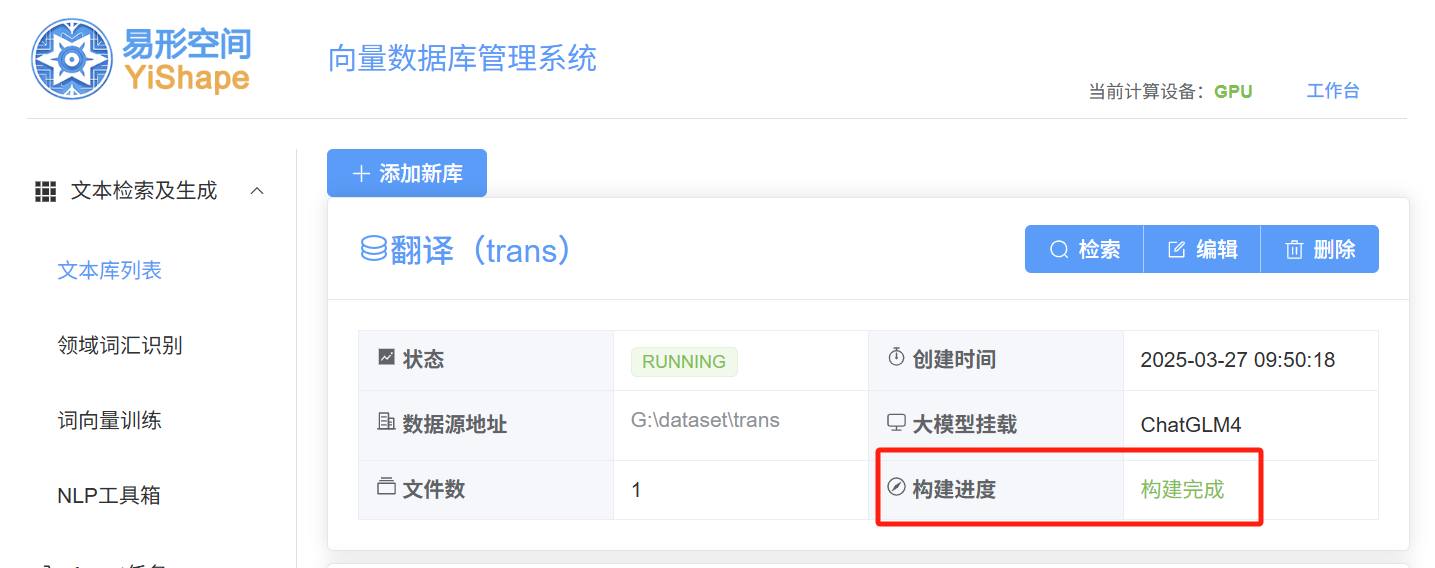 易形空间
YiShape
向量数据库管理系统
当前计算设备：GPU
工作台
文本检索及生成
文本库列表
领域词汇识别
词向量训练
NLP工具箱
添加新库
翻译（trans）
检索
编辑
删除
状态
RUNNING
创建时间
2025-03-27 09:50:18
数据源地址
G:\dataset\trans
大模型挂载
ChatGLM4
文件数
1
构建进度
构建完成